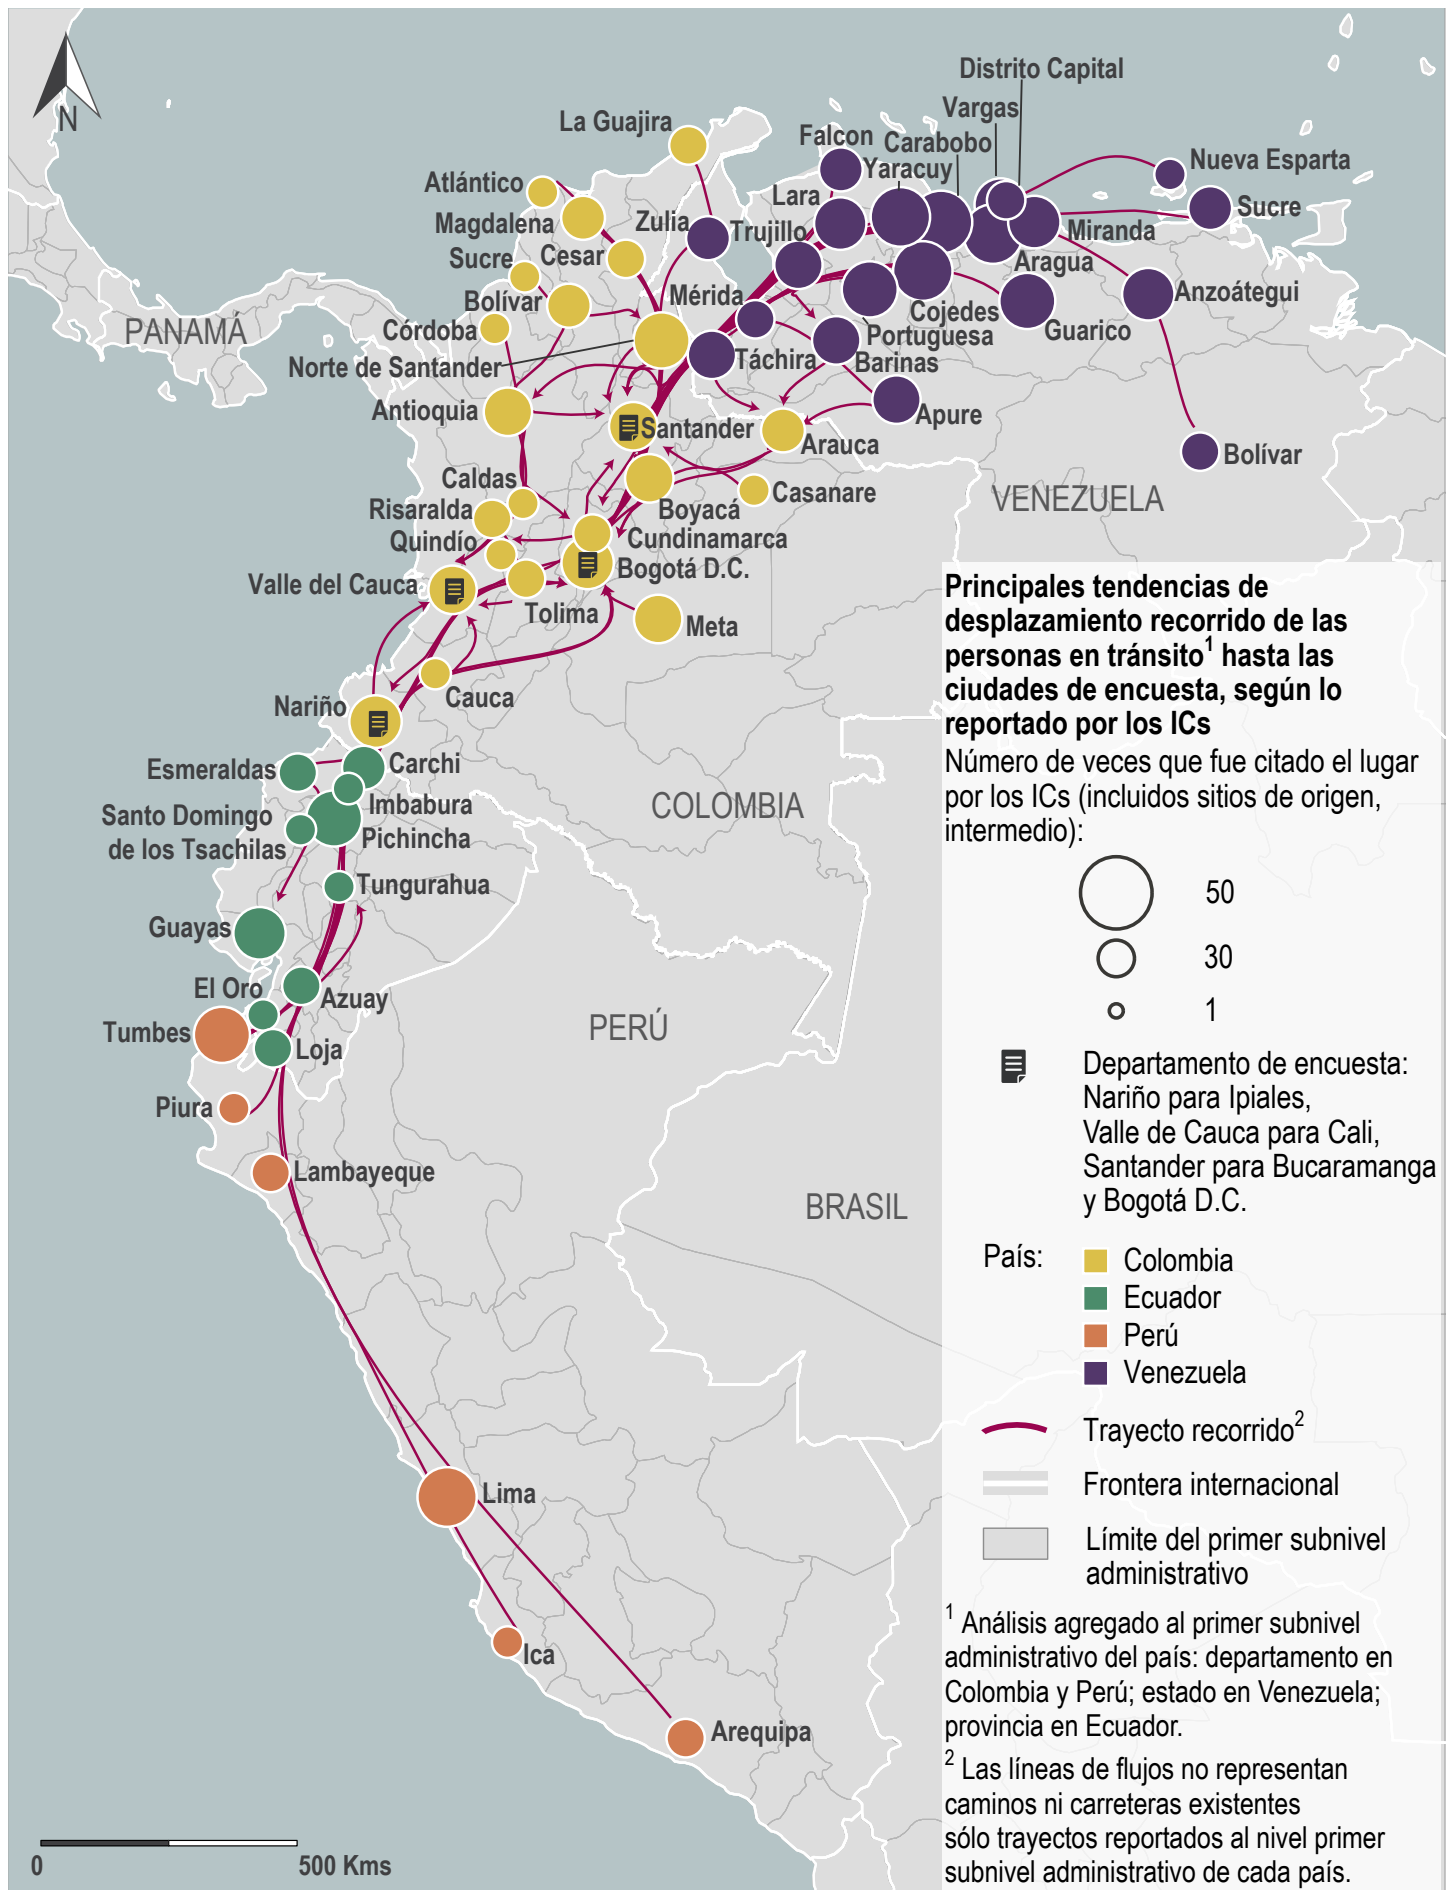 N
Distrito Capital
Vargas
La Guajira
Falcon
Carabobo
Yaracuy
Nueva Esparta
Atlántico
Lara
Sucre
Magdalena
Zulia
Trujillo
Miranda
Sucre
Cesar
Aragua
Bolívar
Mérida
Anzoátegui
Cojedes
PANAMÁ
Córdoba
Guarico
Portuguesa
Norte de Santander
Táchira
Barinas
Antioquia
Santander
Apure
Arauca
Bolívar
Caldas
Casanare
VENEZUELA
Risaralda
Boyacá
Quindío
Cundinamarca
Bogotá D.C.
Valle del Cauca
Tolima
Meta
Cauca
Nariño
Carchi
Esmeraldas
Imbabura
COLOMBIA
Santo Domingo
de los Tsachilas
Pichincha
Tungurahua
Guayas
El Oro
Azuay
Tumbes
PERÚ
Loja
Piura
Lambayeque
BRASIL
Lima
Ica
Arequipa
0
500 Kms
Principales tendencias de
desplazamiento recorrido de las
personas en tránsito1 hasta las
ciudades de encuesta, según lo
reportado por los ICs
Número de veces que fue citado el lugar
por los ICs (incluidos sitios de origen,
intermedio):
50
30
1
Departamento de encuesta:
Nariño para Ipiales,
Valle de Cauca para Cali,
Santander para Bucaramanga
y Bogotá D.C.
País:
Colombia
Ecuador
Perú
Venezuela
Trayecto recorrido2
Frontera internacional
Límite del primer subnivel
administrativo
1 Análisis agregado al primer subnivel
administrativo del país: departamento en
Colombia y Perú; estado en Venezuela;
provincia en Ecuador.
2 Las líneas de flujos no representan
caminos ni carreteras existentes
sólo trayectos reportados al nivel primer
subnivel administrativo de cada país.